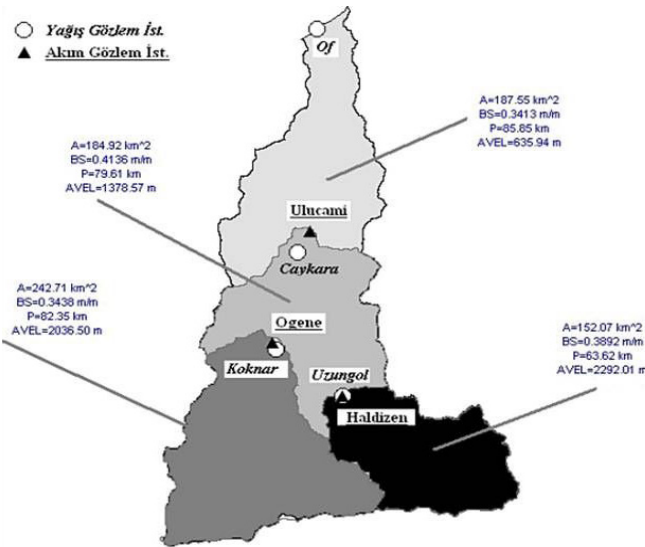 Yağış Gözlem İst.
Akım Gözlem İst.
Of
A=187.55 km^2
BS=0.3413 m/m
P=85.85 km
AVEL=635.94 m
A=184.92 km^2
BS=0.4136 m/m
P=79.61 km
AVEL=1378.57 m
Ulucami
Caykara
A=242.71 km^2
BS=0.3438 m/m
P=82.35 km
AVEL=2036.50 m
Ogene
Koknar
Uzungol
Haldizen
A=152.07 km^2
BS=0.3892 m/m
P=63.62 km
AVEL=2292.01 m